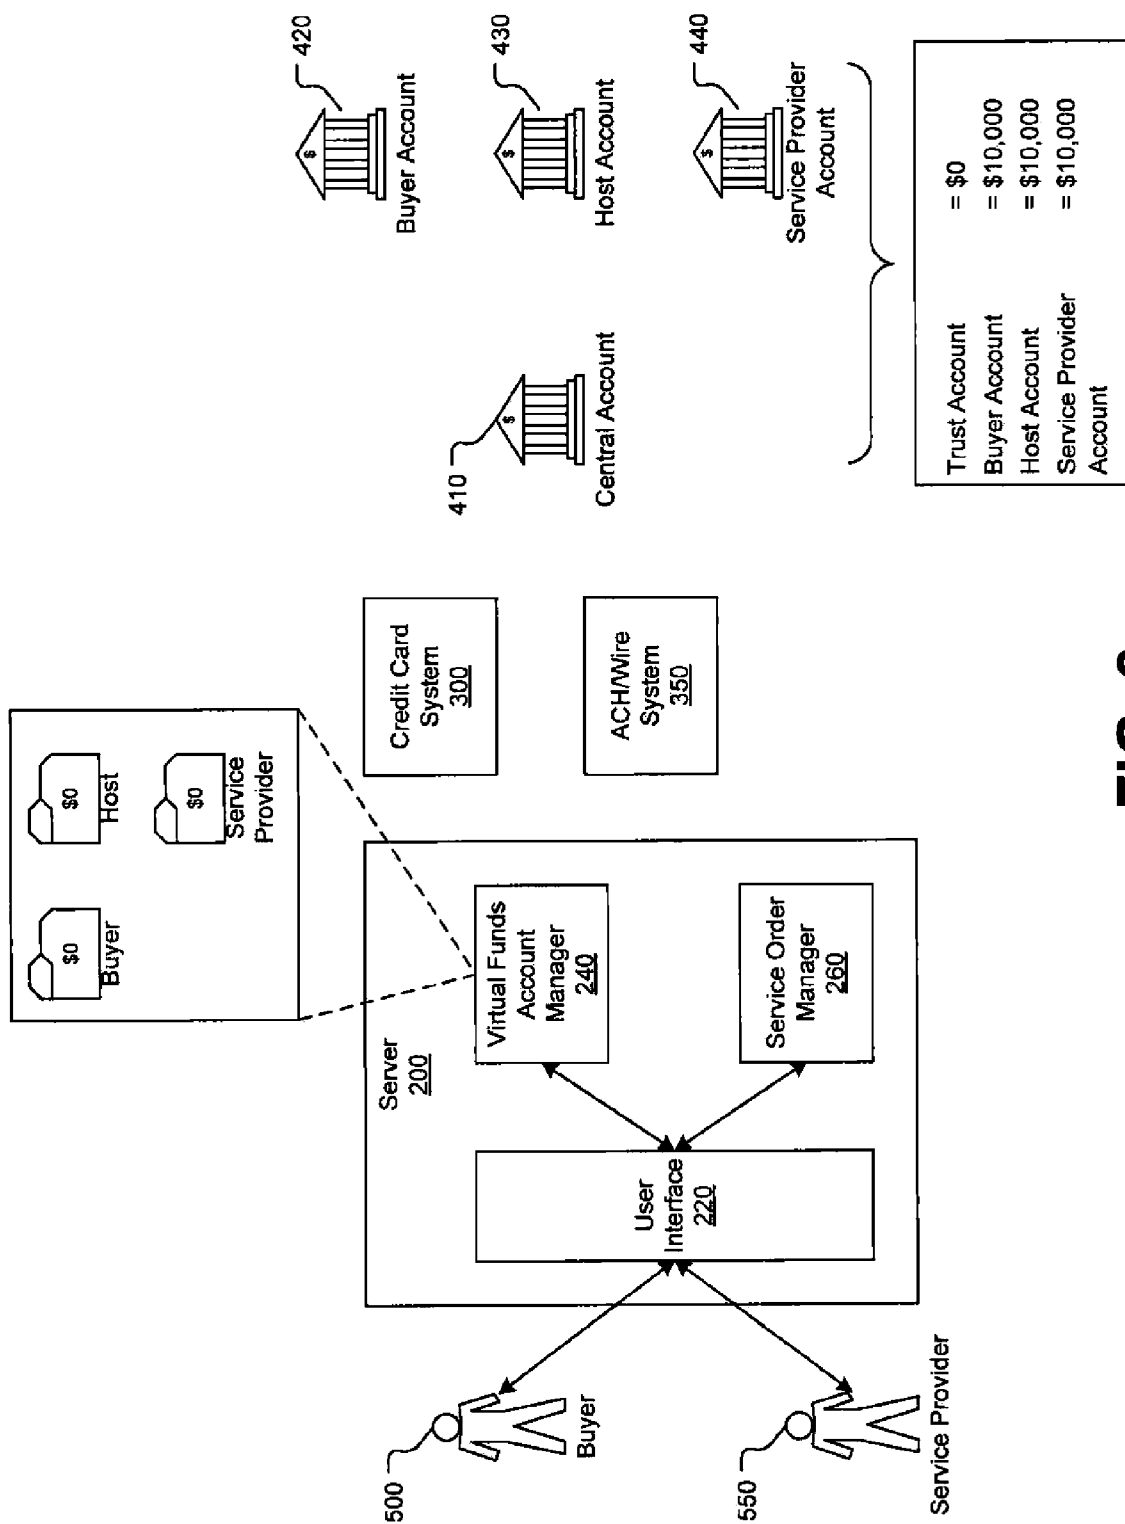 $0
Buyer
$0
Host
$0
Service
Provider
Server
200
User
Interface
220
Virtual Funds
Account
Manager
240
Service Order
Manager
260
Credit Card
System
300
ACH/Wire
System
350
500
Buyer
550
Service Provider
410
$
Central Account
420
$
Buyer Account
430
$
Host Account
440
$
Service Provider
Account
Trust Account = $0
Buyer Account = $10,000
Host Account = $10,000
Service Provider = $10,000
Account